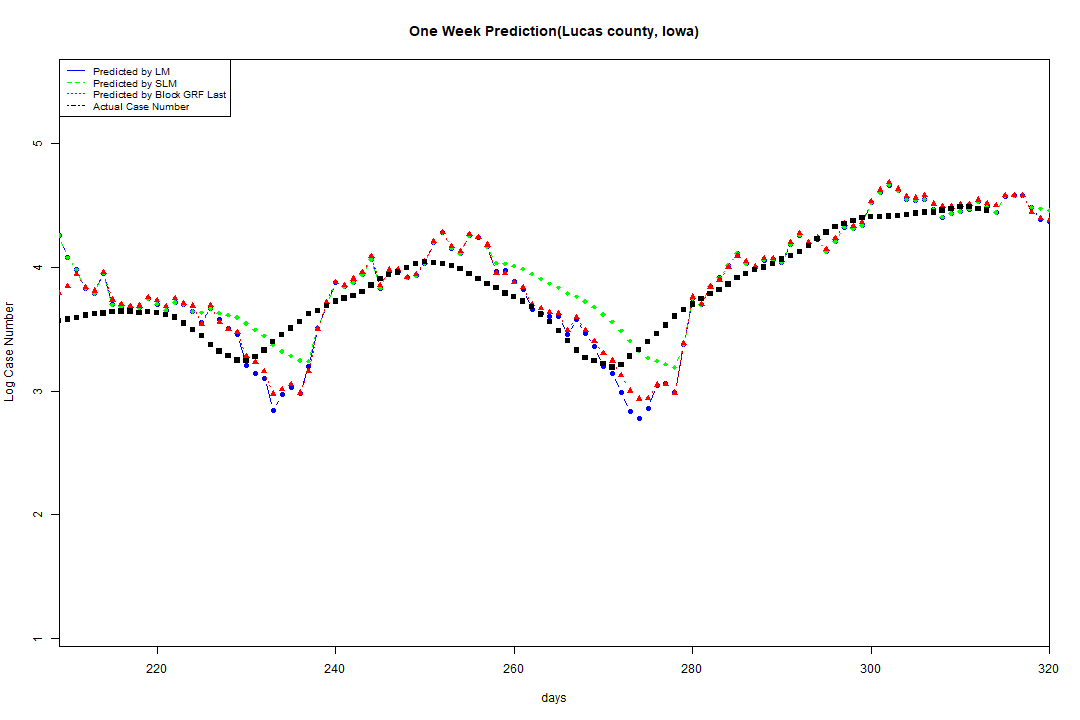 One Week Prediction(Lucas county, Iowa)
Predicted by LM
Predicted by SLM
Predicted by Block GRF Last
Actual Case Number
5
4
3
2
1
Log Case Number
220 240 260 280 300 320
days